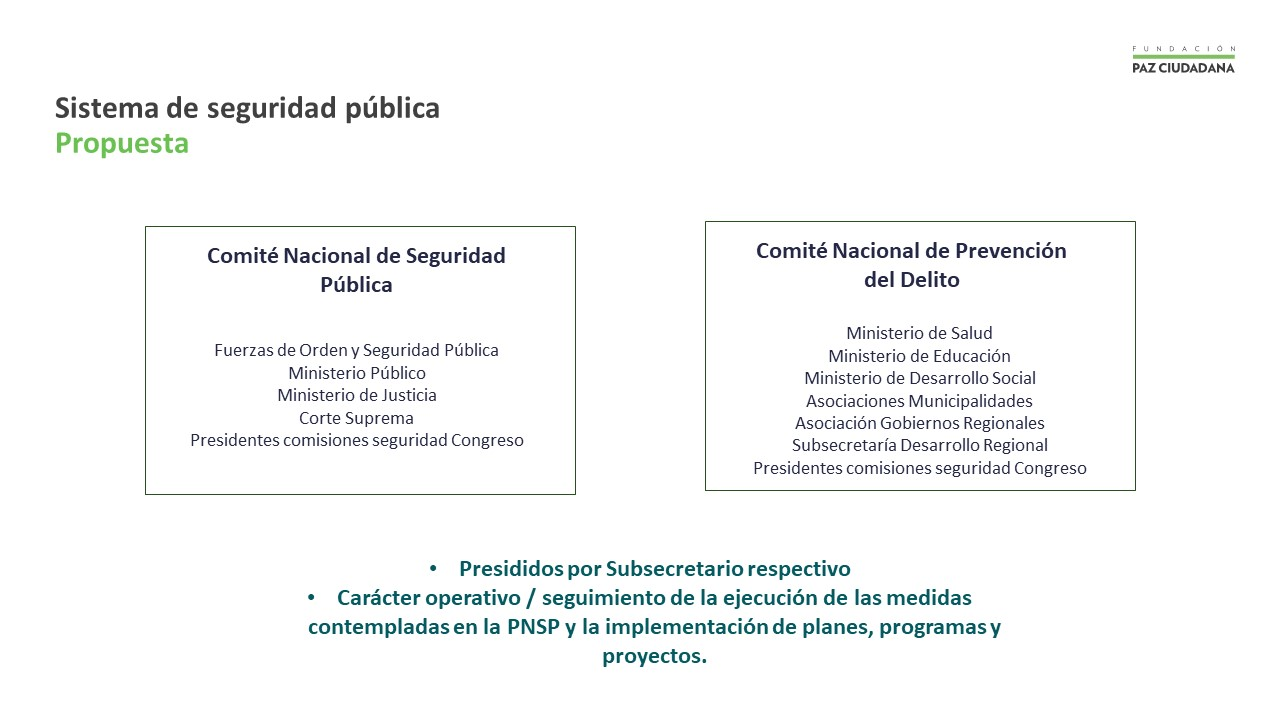 FUNDACIÓN
PAZ CIUDADANA
Sistema de seguridad pública
Propuesta
Comité Nacional de Seguridad
Pública
Fuerzas de Orden y Seguridad Pública
Ministerio Público
Ministerio de Justicia
Corte Suprema
Presidentes comisiones seguridad Congreso
Comité Nacional de Prevención
del Delito
Ministerio de Salud
Ministerio de Educación
Ministerio de Desarrollo Social
Asociaciones Municipalidades
Asociación Gobiernos Regionales
Subsecretaría Desarrollo Regional
Presidentes comisiones seguridad Congreso
• Presididos por Subsecretario respectivo
• Carácter operativo / seguimiento de la ejecución de las medidas
contempladas en la PNSP y la implementación de planes, programas y
proyectos.